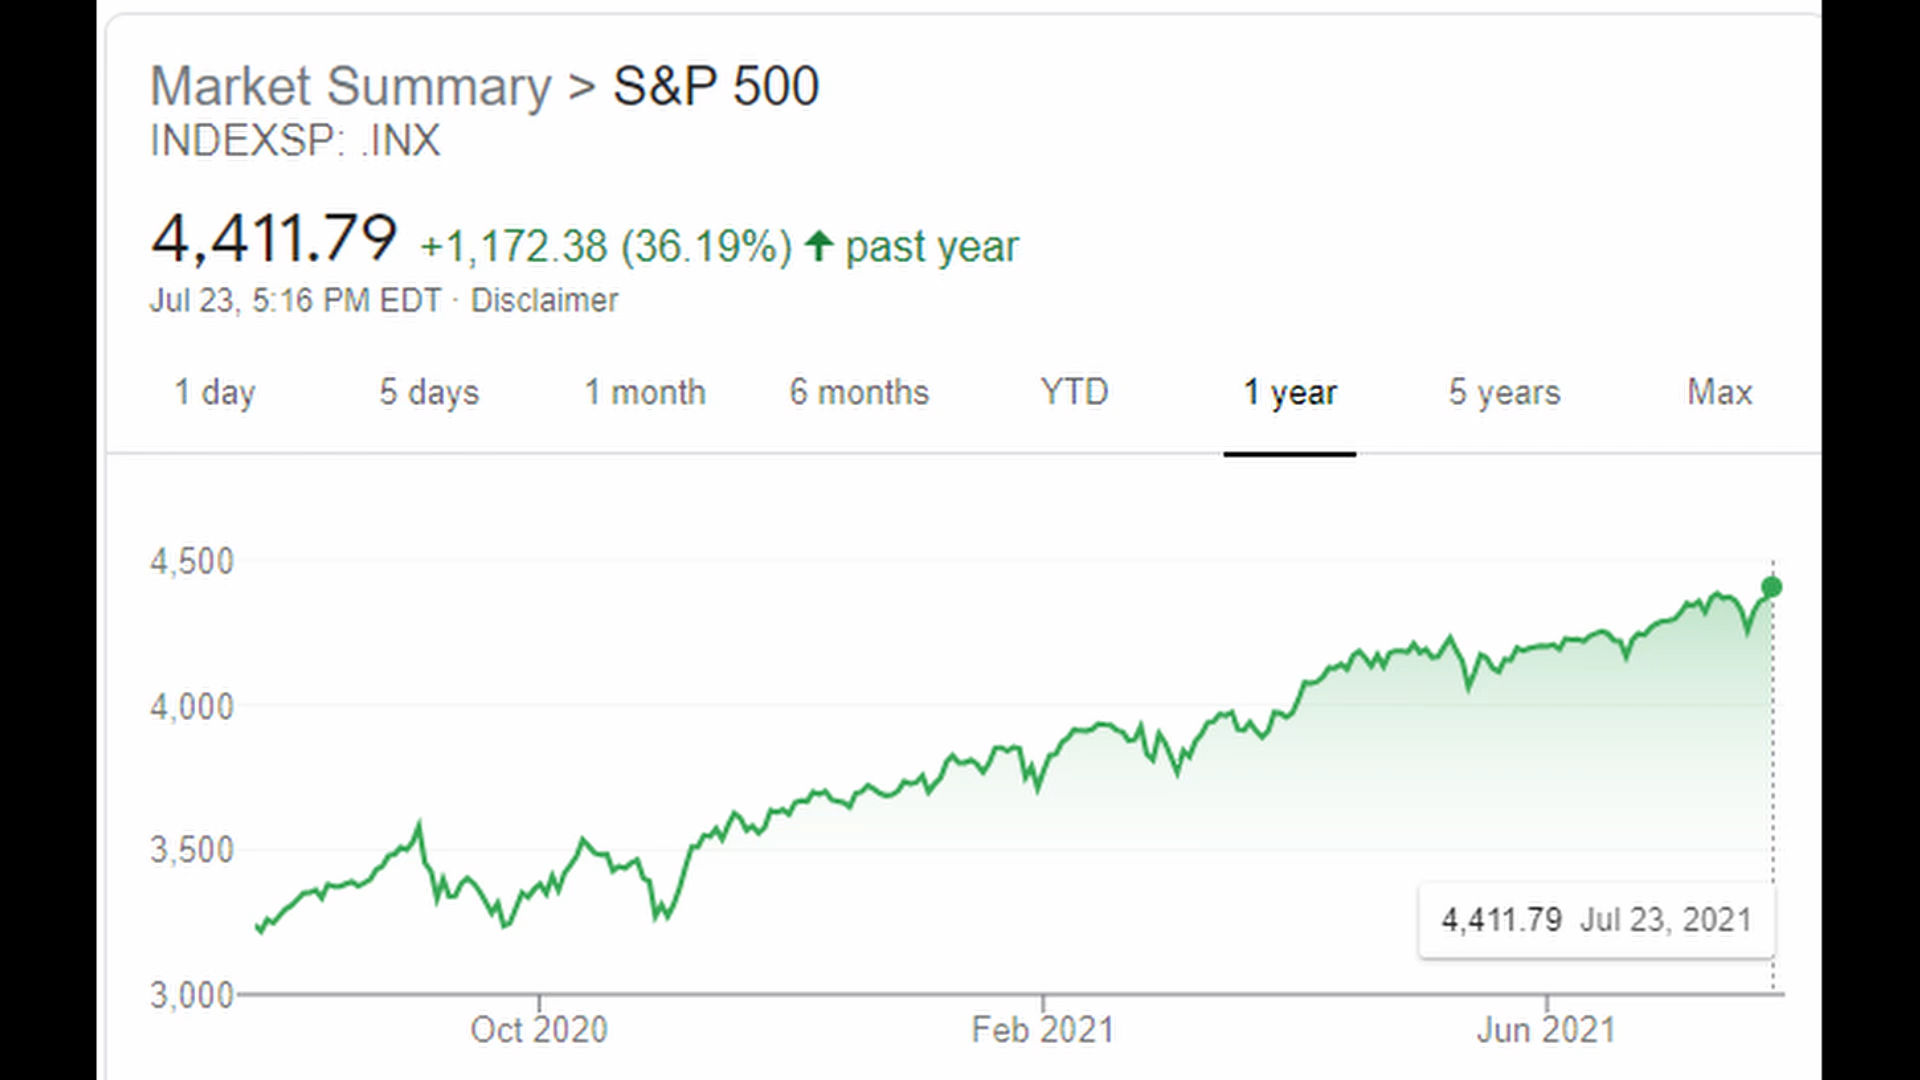 Market Summary > S&P 500
INDEXSP: .INX
4,411.79 +1,172.38 (36.19%) ↑ past year
Jul 23, 5:16 PM EDT · Disclaimer
1 day 5 days 1 month 6 months YTD 1 year 5 years Max
4,500
4,000
3,500
4,411.79 Jul 23, 2021
3,000
Oct 2020 Feb 2021 Jun 2021